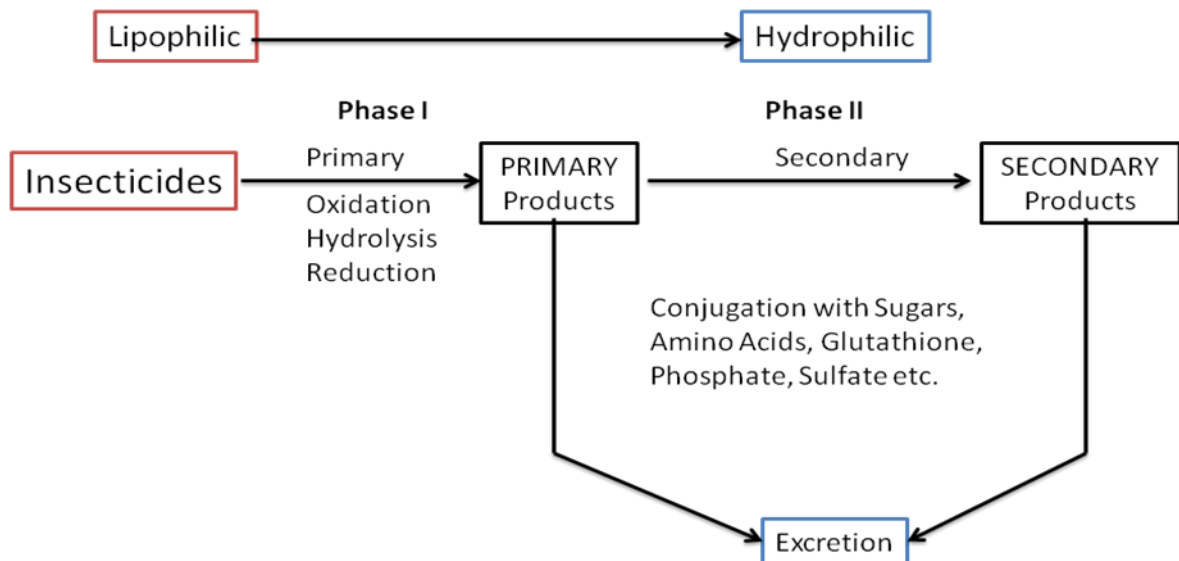 Lipophilic
Hydrophilic
Phase I
Phase II
Insecticides
Primary
Oxidation
Hydrolysis
Reduction
PRIMARY
Products
Secondary
SECONDARY
Products
Conjugation with Sugars,
Amino Acids, Glutathione,
Phosphate, Sulfate etc.
Excretion